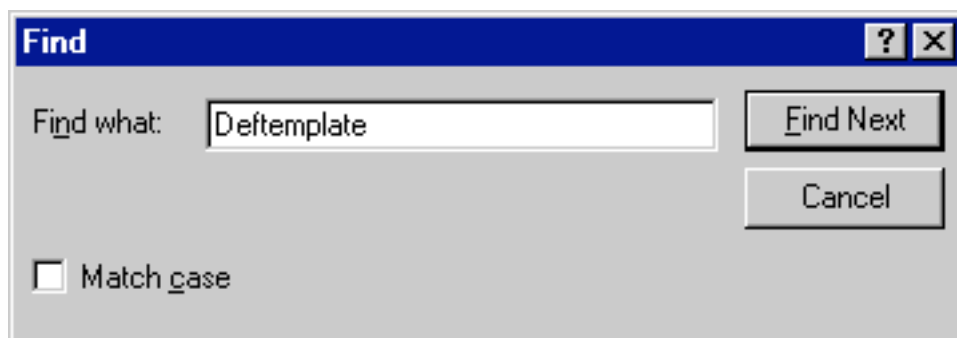 Find
Find what: Deftemplate
Find Next
Cancel
Match case